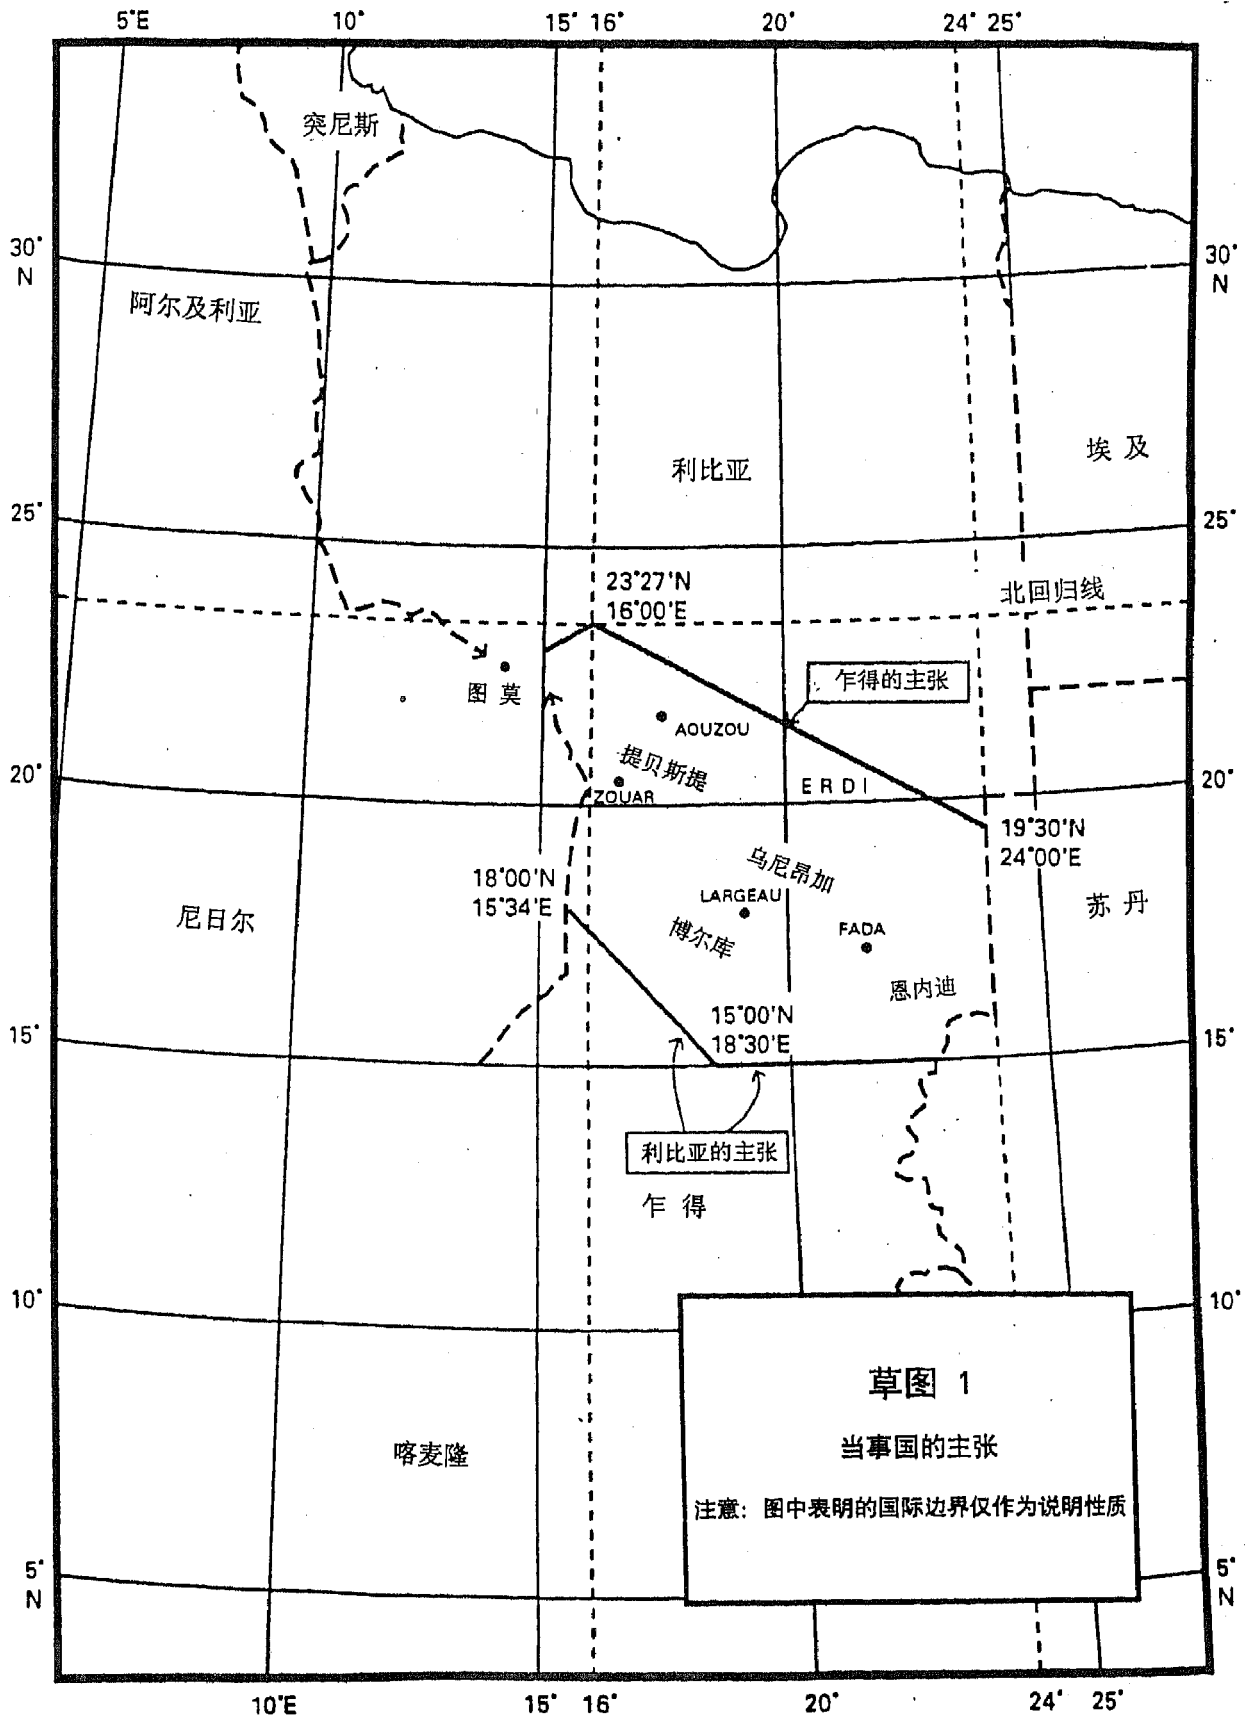 5°E 10° 15° 16° 20° 24° 25°
突尼斯
30°
N
30°
N
阿尔及利亚
利比亚
埃及
25°
25°
23°27'N
16°00'E
北回归线
乍得的主张
图莫
AOUZOU
提贝斯提
20°
20°
ZOUAR
ERDI
19°30'N
24°00'E
18°00'N
15°34'E
乌尼昂加
LARGEAU
尼日尔
苏丹
博尔库
FADA
恩内迪
15°00'N
18°30'E
15°
15°
利比亚的主张
乍得
10°
10°
草图 1
当事国的主张
注意：图中表明的国际边界仅作为说明性质
喀麦隆
5°
N
5°
N
10°E 15° 16° 20° 24° 25°